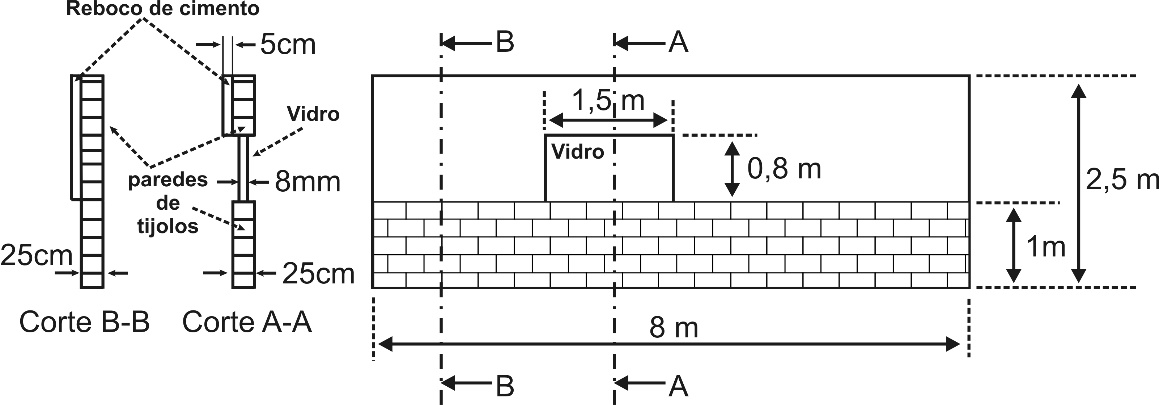 Reboco de cimento
5cm
Vidro
paredes
de
tijolos
8mm
25cm
25cm
Corte B-B
Corte A-A
B
A
1,5 m
Vidro
0,8 m
2,5 m
1m
8 m
B
A